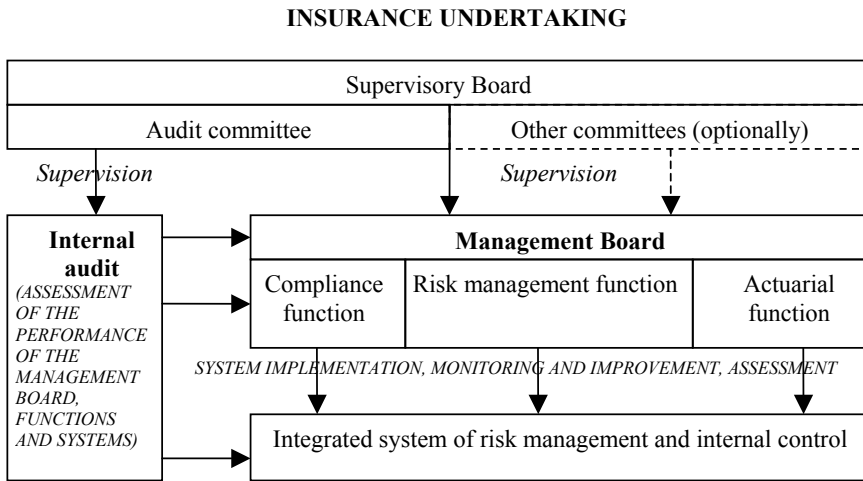 INSURANCE UNDERTAKING
Supervisory Board
Audit committee
Other committees (optionally)
Supervision
Supervision
Internal
audit
(ASSESSMENT
OF THE
PERFORMANCE
OF THE
MANAGEMENT
BOARD,
FUNCTIONS
AND SYSTEMS)
Management Board
Compliance
function
Risk management function
Actuarial
function
SYSTEM IMPLEMENTATION, MONITORING AND IMPROVEMENT, ASSESSMENT
Integrated system of risk management and internal control